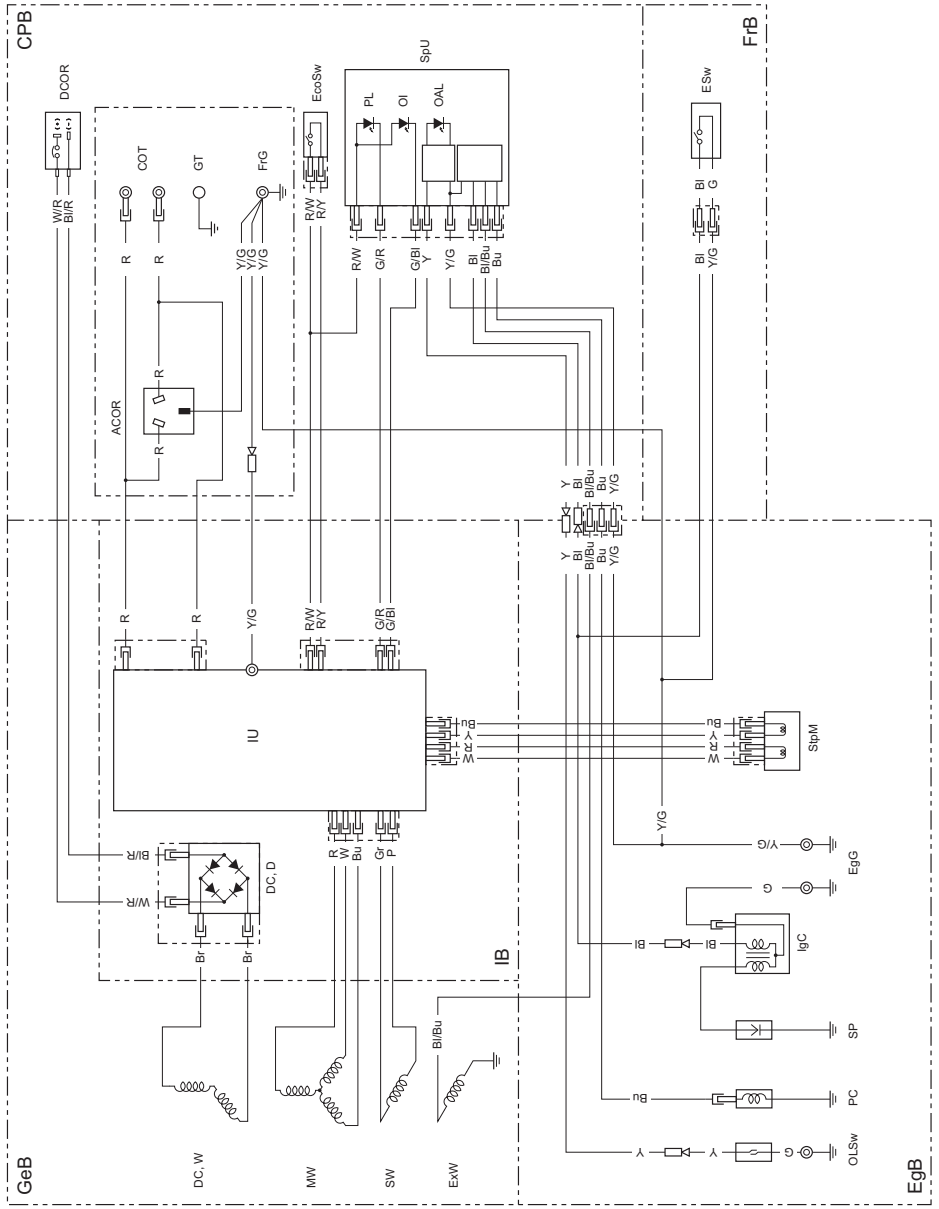 CPB
FrB
DCOR
COT
GT
FrG
EcoSw
SpU
PL
OI
OAL
ESw
W/R
Bl/R
R
R
Y/G
Y/G
Y/G
R/W
R/Y
R/W
G/R
G/Bl
Y
Y/G
Bl
Bl/Bu
Bu
Bl
G
Bl
Y/G
R
R
ACOR
Y
Bl
Bl/Bu
Bu
Y/G
Y
Bl
Bl/Bu
Bu
Y/G
R
R
Y/G
R/W
R/Y
G/R
G/Bl
IU
Bu
Y
R
W
Bu
Y
R
W
StpM
R
W
Bu
Gr
P
Bl/R
W/R
DC, D
Br
Br
IB
Y/G
Y/G
G
EgG
Bl
Bl
IgC
SP
Bl/Bu
Bu
PC
Y
Y
G
OLSw
DC, W
MW
SW
ExW
GeB
EgB